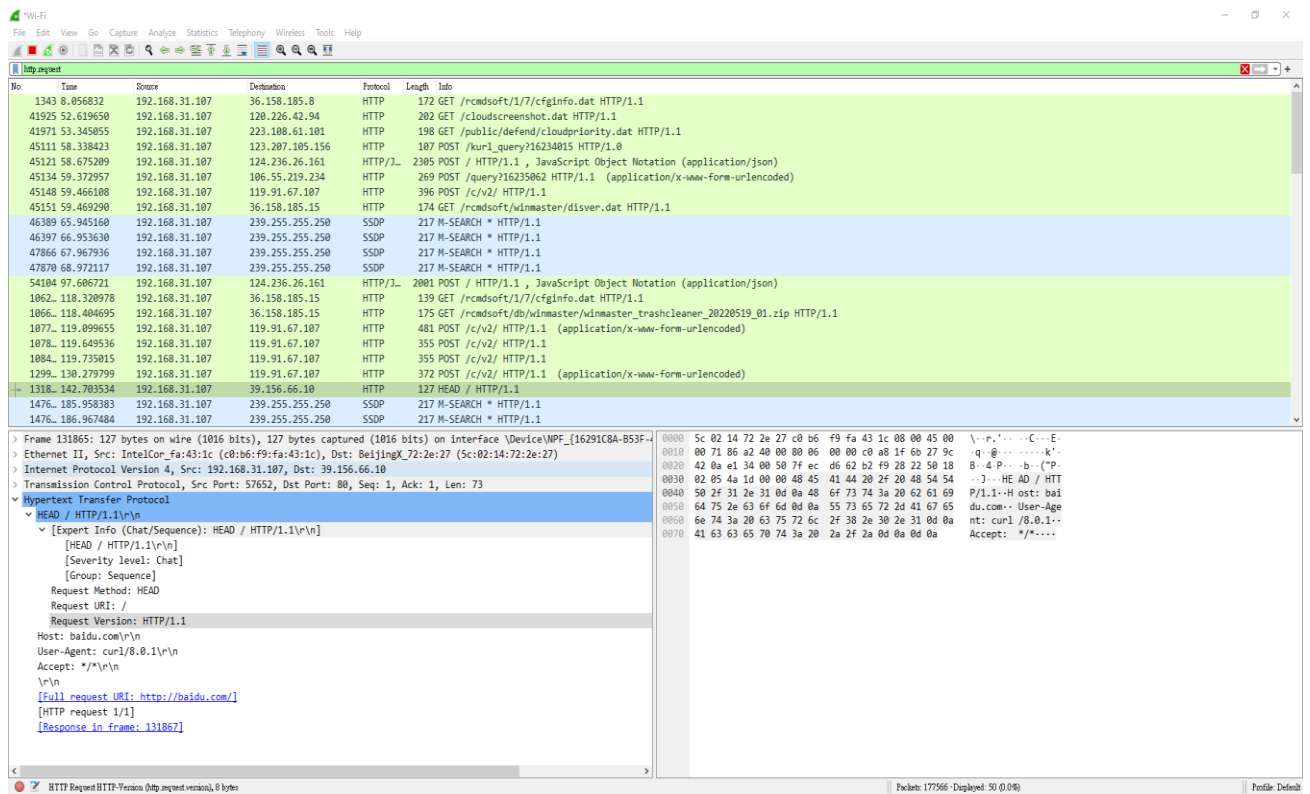 *Wi-Fi
File Edit View Go Capture Analyze Statistics Telephony Wireless Tools Help
http.request
No. Time Source Destination Protocol Length Info
1343 8.056832 192.168.31.107 36.158.185.8 HTTP 172 GET /rcmdsoft/1/7/cfginfo.dat HTTP/1.1
41925 52.619650 192.168.31.107 120.226.42.94 HTTP 202 GET /cloudscreenshot.dat HTTP/1.1
41971 53.345055 192.168.31.107 223.108.61.101 HTTP 198 GET /public/defend/cloudpriority.dat HTTP/1.1
45111 58.338423 192.168.31.107 123.207.105.156 HTTP 107 POST /kurl_query?16234015 HTTP/1.0
45121 58.675209 192.168.31.107 124.236.26.161 HTTP/J… 2305 POST / HTTP/1.1 , JavaScript Object Notation (application/json)
45134 59.372957 192.168.31.107 106.55.219.234 HTTP 269 POST /query?16235062 HTTP/1.1 (application/x-www-form-urlencoded)
45148 59.466108 192.168.31.107 119.91.67.107 HTTP 396 POST /c/v2/ HTTP/1.1
45151 59.469290 192.168.31.107 36.158.185.15 HTTP 174 GET /rcmdsoft/winmaster/disver.dat HTTP/1.1
46389 65.945160 192.168.31.107 239.255.255.250 SSDP 217 M-SEARCH * HTTP/1.1
46397 66.953630 192.168.31.107 239.255.255.250 SSDP 217 M-SEARCH * HTTP/1.1
47866 67.967936 192.168.31.107 239.255.255.250 SSDP 217 M-SEARCH * HTTP/1.1
47870 68.972117 192.168.31.107 239.255.255.250 SSDP 217 M-SEARCH * HTTP/1.1
54104 97.606721 192.168.31.107 124.236.26.161 HTTP/J… 2001 POST / HTTP/1.1 , JavaScript Object Notation (application/json)
1062… 118.320978 192.168.31.107 36.158.185.15 HTTP 139 GET /rcmdsoft/1/7/cfginfo.dat HTTP/1.1
1066… 118.404695 192.168.31.107 36.158.185.15 HTTP 175 GET /rcmdsoft/db/winmaster/winmaster_trashcleaner_20220519_01.zip HTTP/1.1
1077… 119.099655 192.168.31.107 119.91.67.107 HTTP 481 POST /c/v2/ HTTP/1.1 (application/x-www-form-urlencoded)
1078… 119.649536 192.168.31.107 119.91.67.107 HTTP 355 POST /c/v2/ HTTP/1.1
1084… 119.735015 192.168.31.107 119.91.67.107 HTTP 355 POST /c/v2/ HTTP/1.1
1299… 130.279799 192.168.31.107 119.91.67.107 HTTP 372 POST /c/v2/ HTTP/1.1 (application/x-www-form-urlencoded)
1318… 142.703534 192.168.31.107 39.156.66.10 HTTP 127 HEAD / HTTP/1.1
1476… 185.958383 192.168.31.107 239.255.255.250 SSDP 217 M-SEARCH * HTTP/1.1
1476… 186.967484 192.168.31.107 239.255.255.250 SSDP 217 M-SEARCH * HTTP/1.1
Frame 131865: 127 bytes on wire (1016 bits), 127 bytes captured (1016 bits) on interface \Device\NPF_{16291C8A-B53F-
Ethernet II, Src: IntelCor_fa:43:1c (c0:b6:f9:fa:43:1c), Dst: BeijingX_72:2e:27 (5c:02:14:72:2e:27)
Internet Protocol Version 4, Src: 192.168.31.107, Dst: 39.156.66.10
Transmission Control Protocol, Src Port: 57652, Dst Port: 80, Seq: 1, Ack: 1, Len: 73
Hypertext Transfer Protocol
HEAD / HTTP/1.1\r\n
[Expert Info (Chat/Sequence): HEAD / HTTP/1.1\r\n]
[HEAD / HTTP/1.1\r\n]
[Severity level: Chat]
[Group: Sequence]
Request Method: HEAD
Request URI: /
Request Version: HTTP/1.1
Host: baidu.com\r\n
User-Agent: curl/8.0.1\r\n
Accept: */*\r\n
\r\n
[Full request URI: http://baidu.com/]
[HTTP request 1/1]
[Response in frame: 131867]
0000 5c 02 14 72 2e 27 c0 b6 f9 fa 43 1c 08 00 45 00 \··r.'·· ··C···E·
0010 00 71 86 a2 40 00 80 06 00 00 c0 a8 1f 6b 27 9c ·q··@··· ·····k'·
0020 42 0a e1 34 00 50 7f ec d6 62 b2 f9 28 22 50 18 B··4·P·· ·b··("P·
0030 02 05 4a 1d 00 00 48 45 41 44 20 2f 20 48 54 54 ··J···HE AD / HTT
0040 50 2f 31 2e 31 0d 0a 48 6f 73 74 3a 20 62 61 69 P/1.1··H ost: bai
0050 64 75 2e 63 6f 6d 0d 0a 55 73 65 72 2d 41 67 65 du.com·· User-Age
0060 6e 74 3a 20 63 75 72 6c 2f 38 2e 30 2e 31 0d 0a nt: curl /8.0.1··
0070 41 63 63 65 70 74 3a 20 2a 2f 2a 0d 0a 0d 0a Accept: */*····
HTTP Request HTTP-Version (http.request.version), 8 bytes
Packets: 177566 · Displayed: 50 (0.0%)
Profile: Default